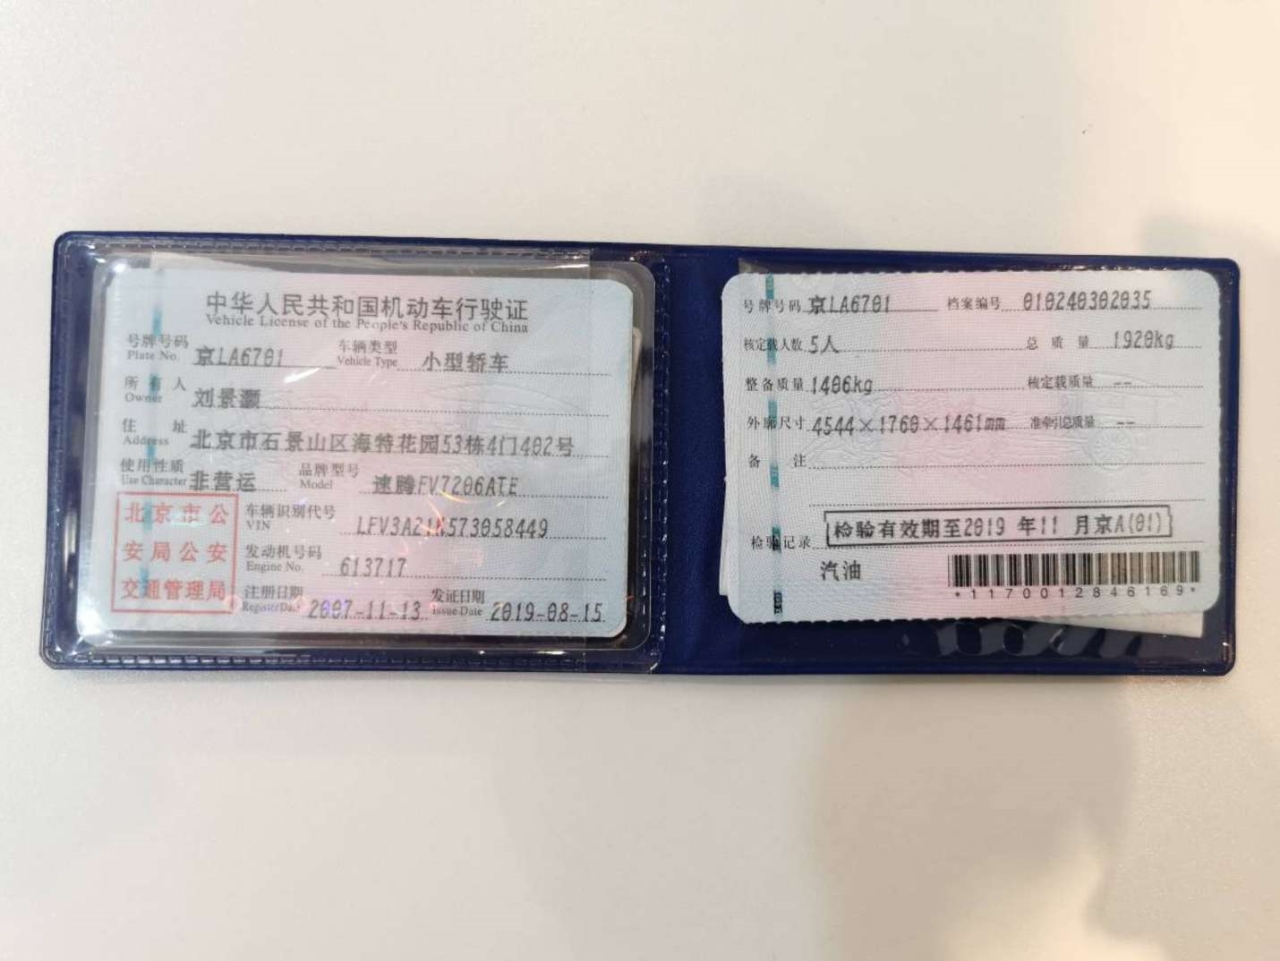 中华人民共和国机动车行驶证
Vehicle License of the People's Republic of China
号牌号码 京LA6701 车辆类型 小型轿车
Plate No. Vehicle Type
所有人 刘景灏
Owner
住址 北京市石景山区海特花园53栋4门402号
Address
使用性质 非营运 品牌型号 速腾FV7206ATE
Use Character Model
北京市公
安局公安
交通管理局
车辆识别代号 LFV3A21K573058449
VIN
发动机号码 613717
Engine No.
注册日期 2007-11-13 发证日期 2019-08-15
Register Date Issue Date
号牌号码 京LA6701 档案编号 010240302035
核定载人数 5人 总质量 1920kg
整备质量 1406kg 核定载质量 --
外廓尺寸 4544×1760×1461mm 准牵引总质量 --
备注
检验记录 检验有效期至2019年11月京A(01)
汽油
*1170012846169*